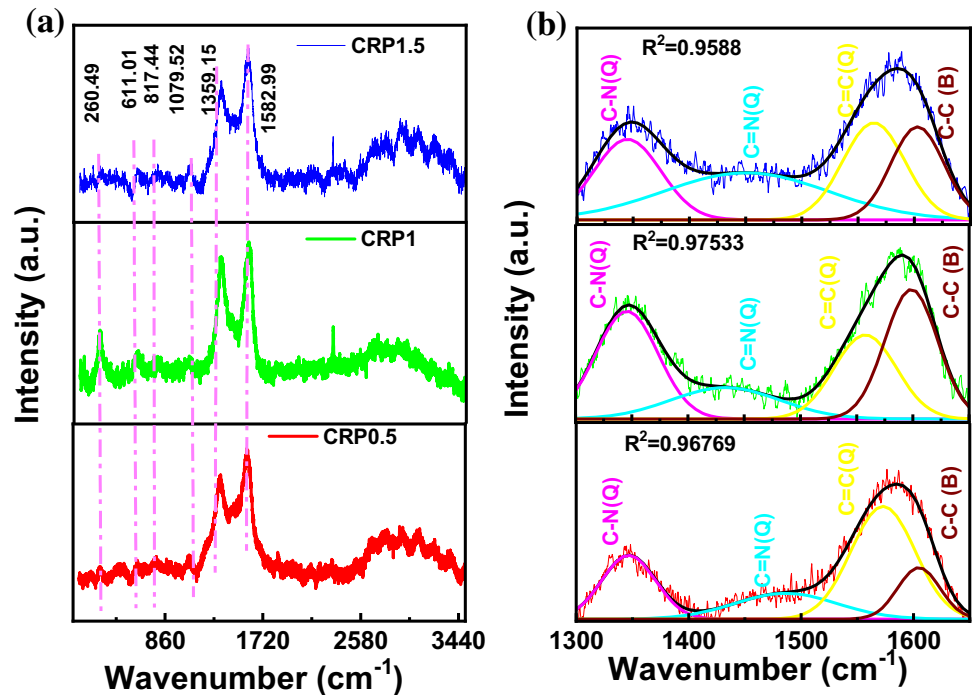 (a)
CRP1.5
260.49
611.01
817.44
1079.52
1359.15
1582.99
CRP1
CRP0.5
Intensity (a.u.)
860
1720
2580
3440
Wavenumber (cm⁻¹)
(b)
R²=0.9588
C-N(Q)
C=N(Q)
C=C(Q)
C-C (B)
R²=0.97533
C-N(Q)
C=N(Q)
C=C(Q)
C-C (B)
R²=0.96769
C-N(Q)
C=N(Q)
C=C(Q)
C-C (B)
Intensity (a.u.)
1300
1400
1500
1600
Wavenumber (cm⁻¹)